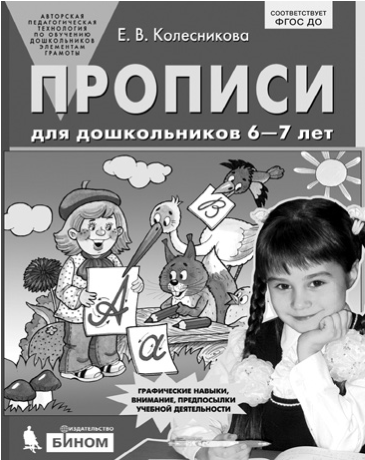 АВТОРСКАЯ
ПЕДАГОГИЧЕСКАЯ
ТЕХНОЛОГИЯ
ПО ОБУЧЕНИЮ
ДОШКОЛЬНИКОВ
ЭЛЕМЕНТАМ
ГРАМОТЫ
СООТВЕТСТВУЕТ
ФГОС ДО
Е. В. Колесникова
ПРОПИСИ
для дошкольников 6—7 лет
В
А
а
ГРАФИЧЕСКИЕ НАВЫКИ,
ВНИМАНИЕ, ПРЕДПОСЫЛКИ
УЧЕБНОЙ ДЕЯТЕЛЬНОСТИ
ИЗДАТЕЛЬСТВО
БИНОМ